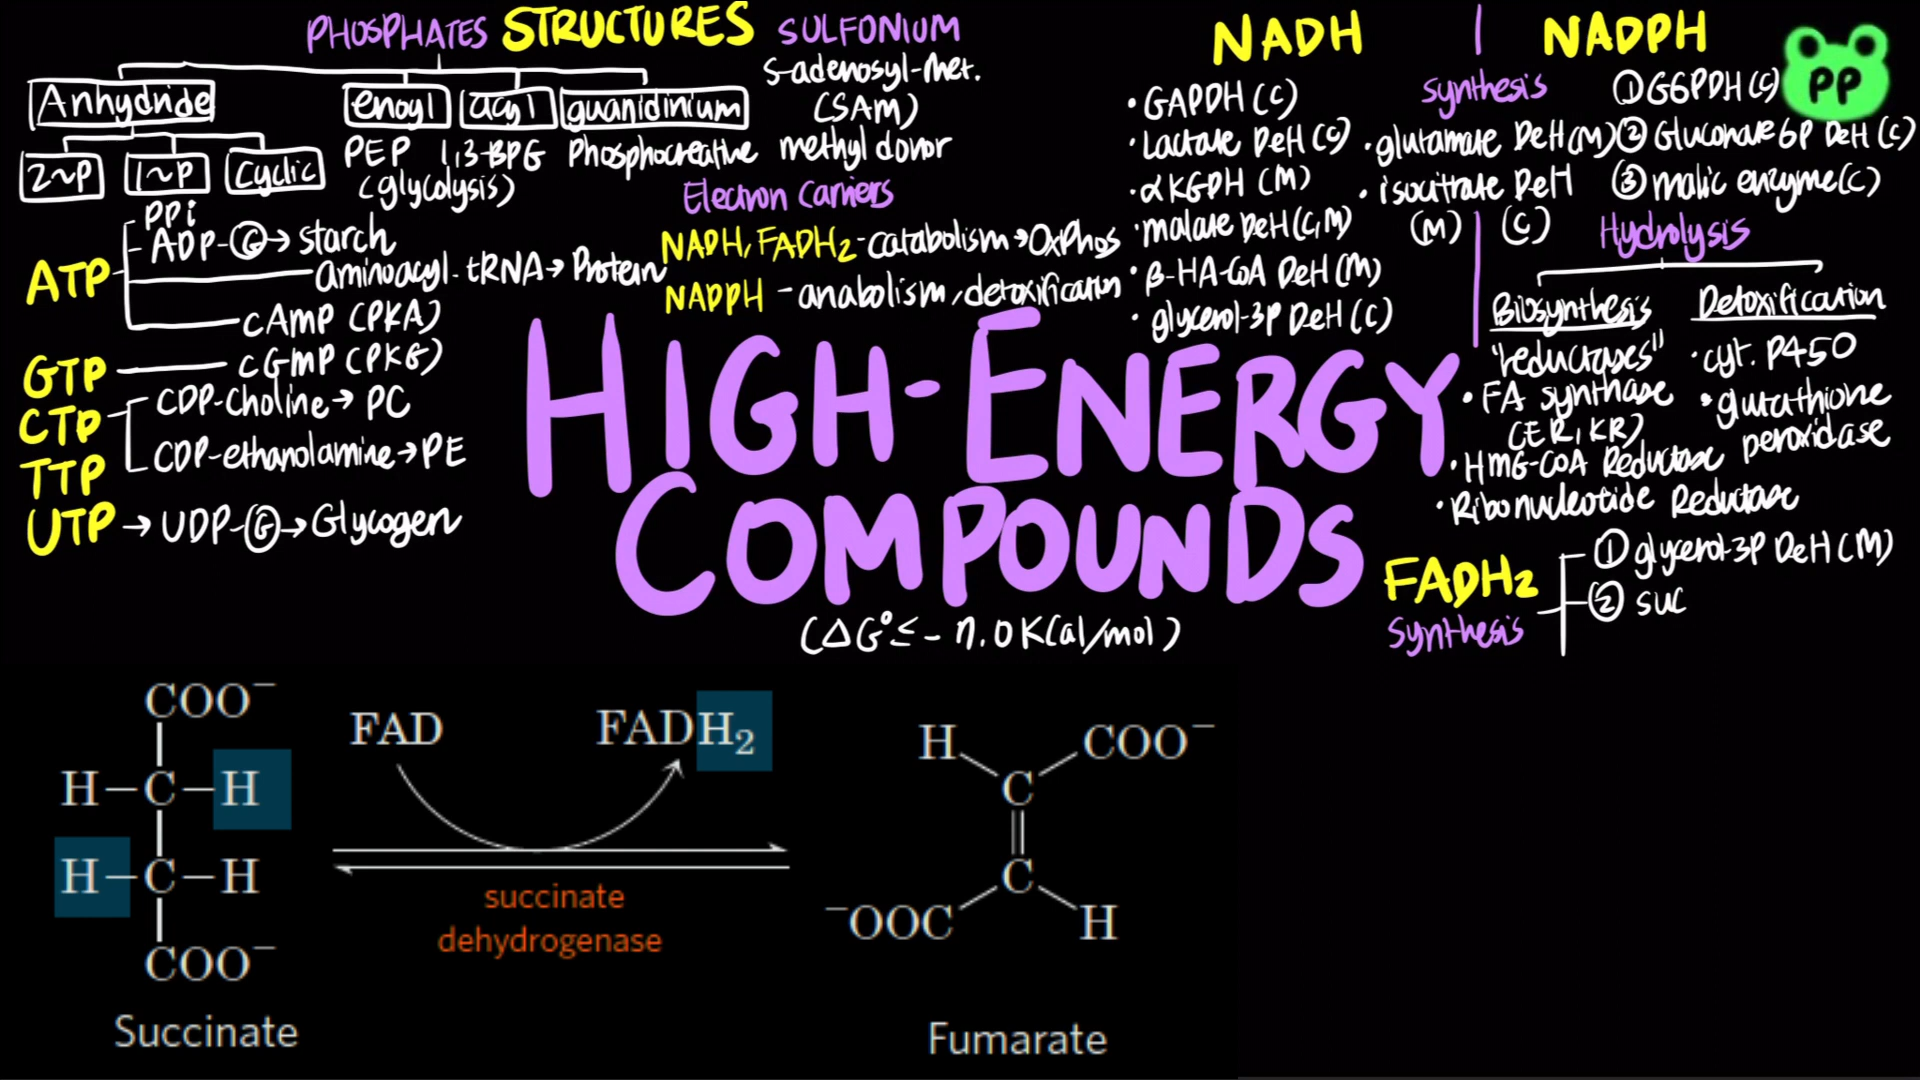 PHOSPHATES STRUCTURES SULFONIUM
s-adenosyl-Met.
(SAM)
methyl donor
Anhydride enoyl acyl guanidinium
2~P 1~P Cyclic
PEP 1,3-BPG Phosphocreatine
(glycolysis)
Electron Carriers
NADH, FADH2 - catabolism → OxPhos
NADPH - anabolism, detoxification
ATP
PPi
ADP-G → starch
aminoacyl-tRNA → Protein
cAMP (PKA)
GTP cGMP (PKG)
CTP CDP-choline → PC
CDP-ethanolamine → PE
TTP
UTP → UDP-G → Glycogen
HIGH-ENERGY
COMPOUNDS
(ΔG° ≤ - 7.0 Kcal/mol)
NADH
• GAPDH (C)
• Lactate DeH (C)
• αKGDH (M)
• malate DeH (C,M)
• β-HA-CoA DeH (M)
• glycerol-3P DeH (C)
synthesis
• glutamate DeH (M)
• isocitrate DeH
(M) (C)
NADPH
PP
① G6PDH (C)
② Gluconate 6P DeH (C)
③ malic enzyme (C)
Hydrolysis
Biosynthesis
"reductases"
• FA synthase
(ER, KR)
• HMG-CoA Reductase
• Ribonucleotide Reductase
Detoxification
• cyt. P450
• glutathione
peroxidase
FADH2
synthesis
① glycerol-3P DeH (M)
② suc
COO⁻
H–C–H
H–C–H
COO⁻
Succinate
FAD FADH₂
succinate
dehydrogenase
H COO⁻
C
C
⁻OOC H
Fumarate